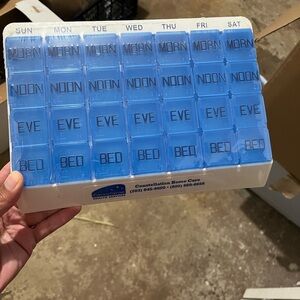 SUN MON TUE WED THU FRI SAT
MORN MORN MORN MORN MORN MORN MORN
NOON NOON NOON NOON NOON NOON NOON
EVE EVE EVE EVE EVE EVE EVE
BED BED BED BED BED BED BED
Constellation Home Care